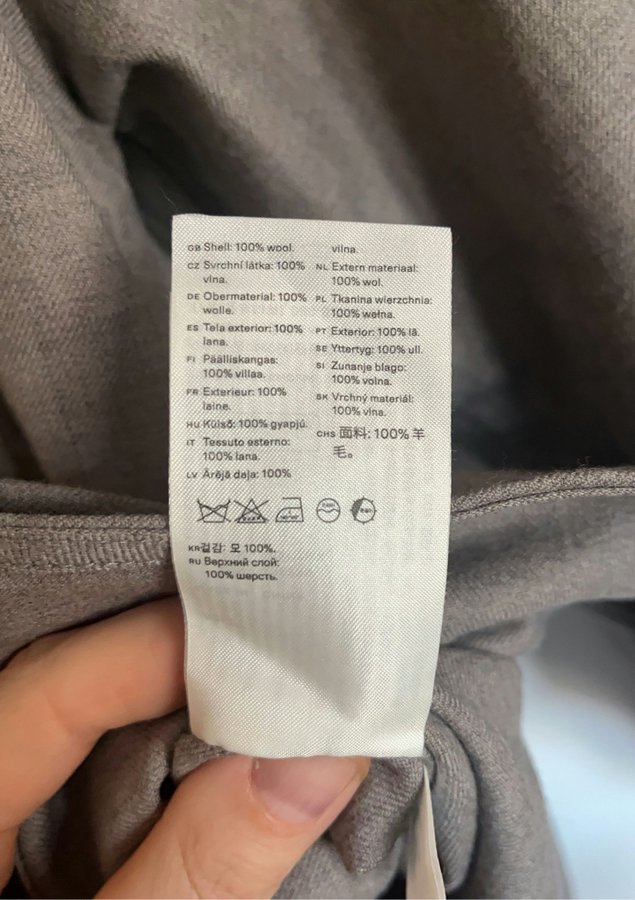 GB Shell: 100% wool.
CZ Svrchní látka: 100%
vlna.
DE Obermaterial: 100%
wolle.
ES Tela exterior: 100%
lana.
FI Päälliskangas:
100% villaa.
FR Exterieur: 100%
laine.
HU Külső: 100% gyapjú.
IT Tessuto esterno:
100% lana.
LV Ārējā daļa: 100%
vilna.
NL Extern materiaal:
100% wol.
PL Tkanina wierzchnia:
100% wełna.
PT Exterior: 100% lã.
SE Yttertyg: 100% ull.
SI Zunanje blago:
100% volna.
SK Vrchný materiál:
100% vlna.
CHS 面料: 100% 羊
毛。
KR 겉감: 모 100%.
RU Верхний слой:
100% шерсть.